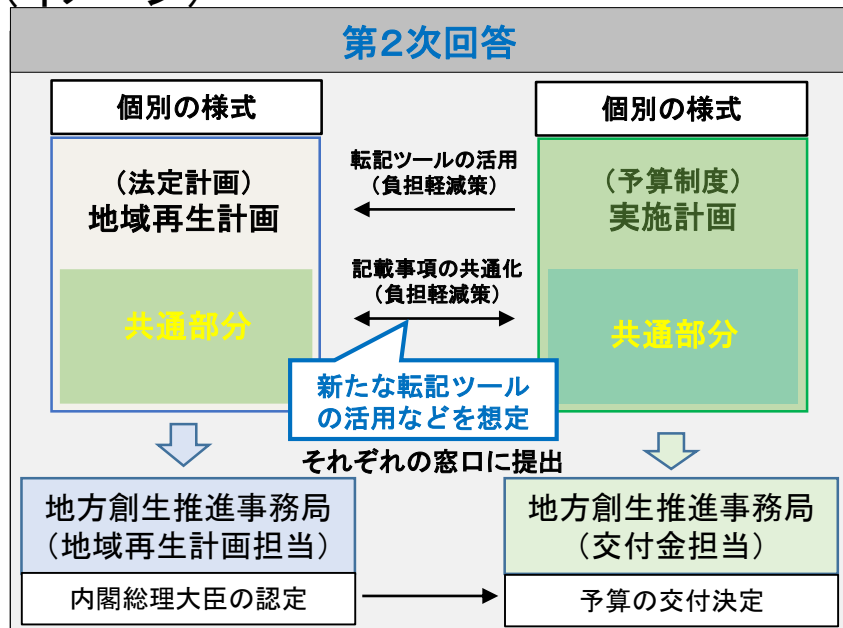 (イメージ)
第2次回答
個別の様式
(法定計画)
地域再生計画
共通部分
転記ツールの活用
(負担軽減策)
記載事項の共通化
(負担軽減策)
新たな転記ツール
の活用などを想定
個別の様式
(予算制度)
実施計画
共通部分
それぞれの窓口に提出
地方創生推進事務局
(地域再生計画担当)
内閣総理大臣の認定
地方創生推進事務局
(交付金担当)
予算の交付決定